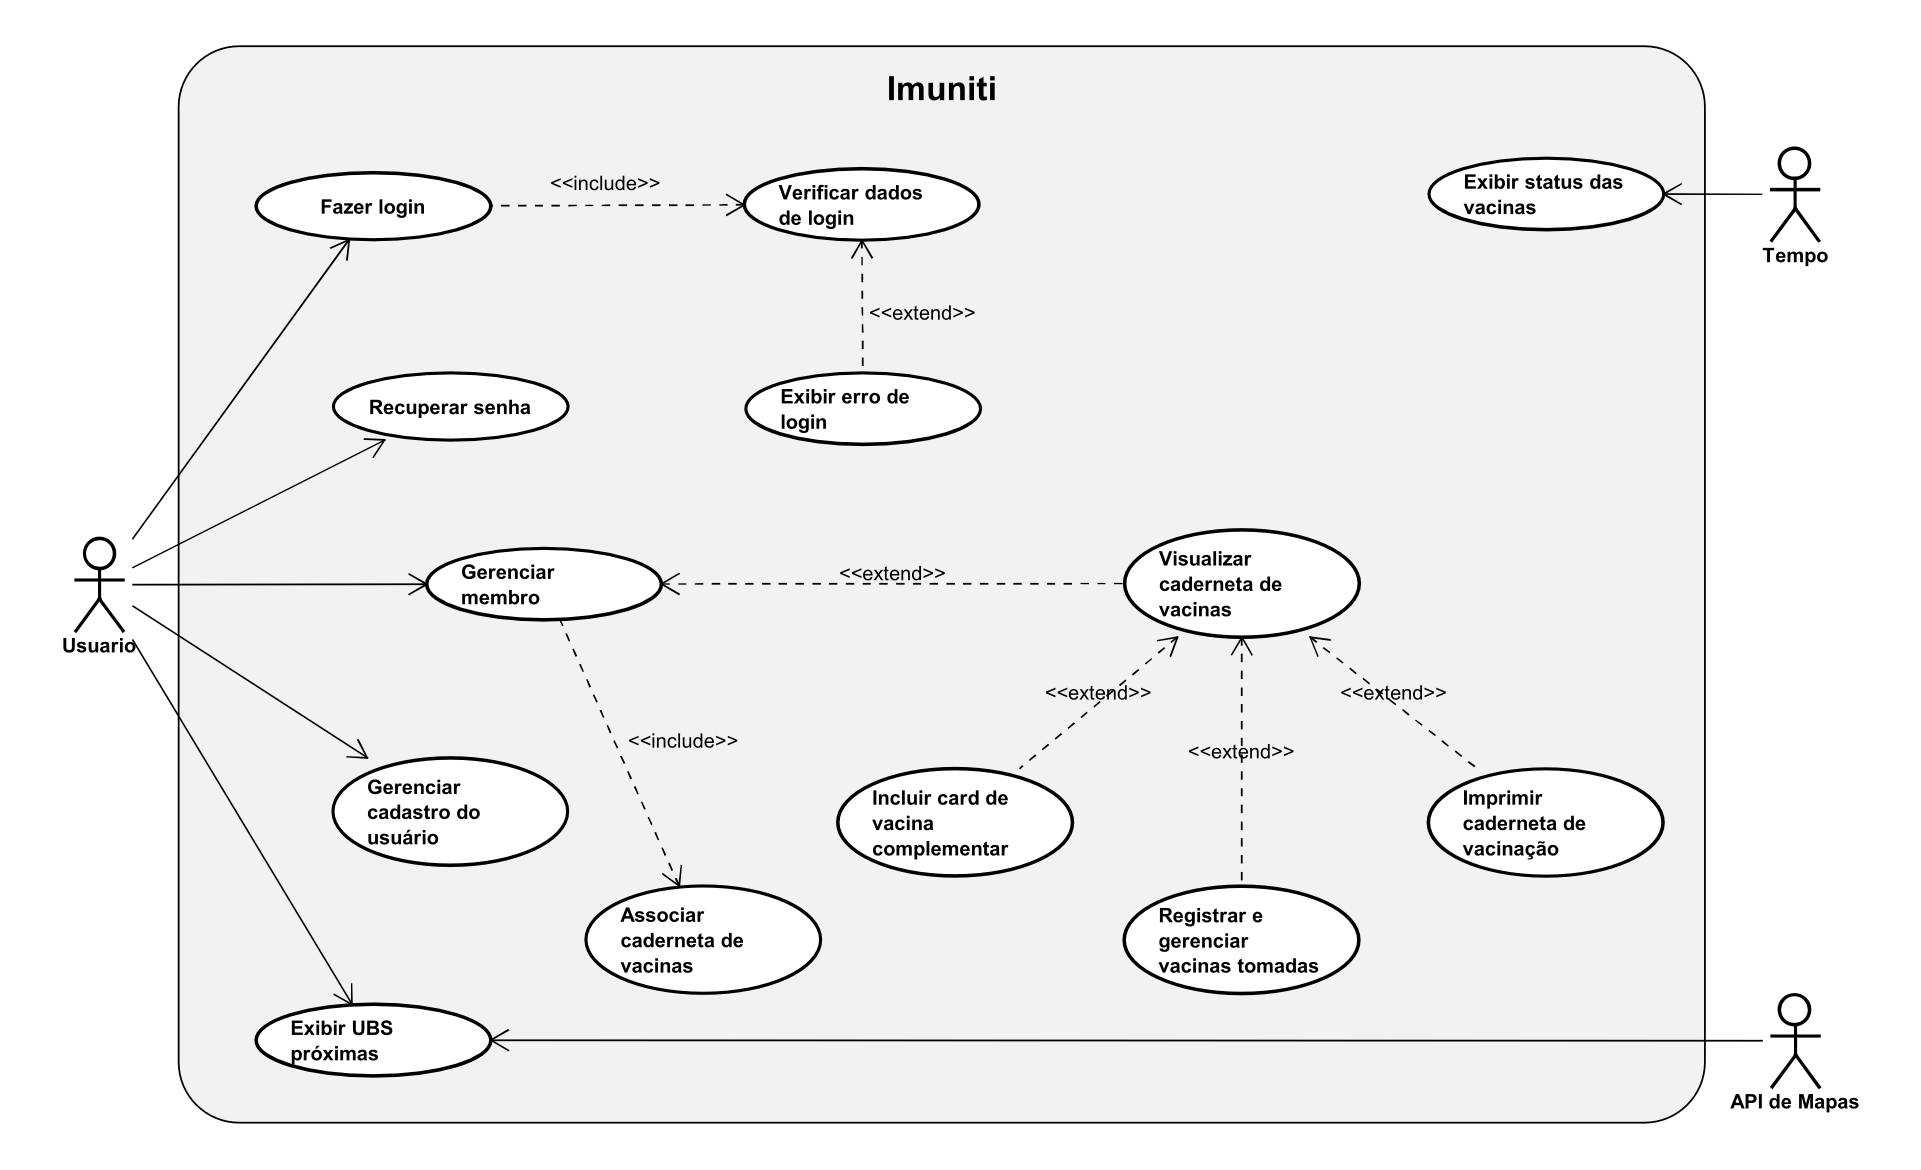 Imuniti
Fazer login
<<include>>
Verificar dados
de login
Exibir status das
vacinas
Tempo
<<extend>>
Recuperar senha
Exibir erro de
login
Usuario
Gerenciar
membro
<<extend>>
Visualizar
caderneta de
vacinas
<<extend>>
<<extend>>
<<extend>>
<<include>>
Gerenciar
cadastro do
usuário
Incluir card de
vacina
complementar
Imprimir
caderneta de
vacinação
Associar
caderneta de
vacinas
Registrar e
gerenciar
vacinas tomadas
Exibir UBS
próximas
API de Mapas